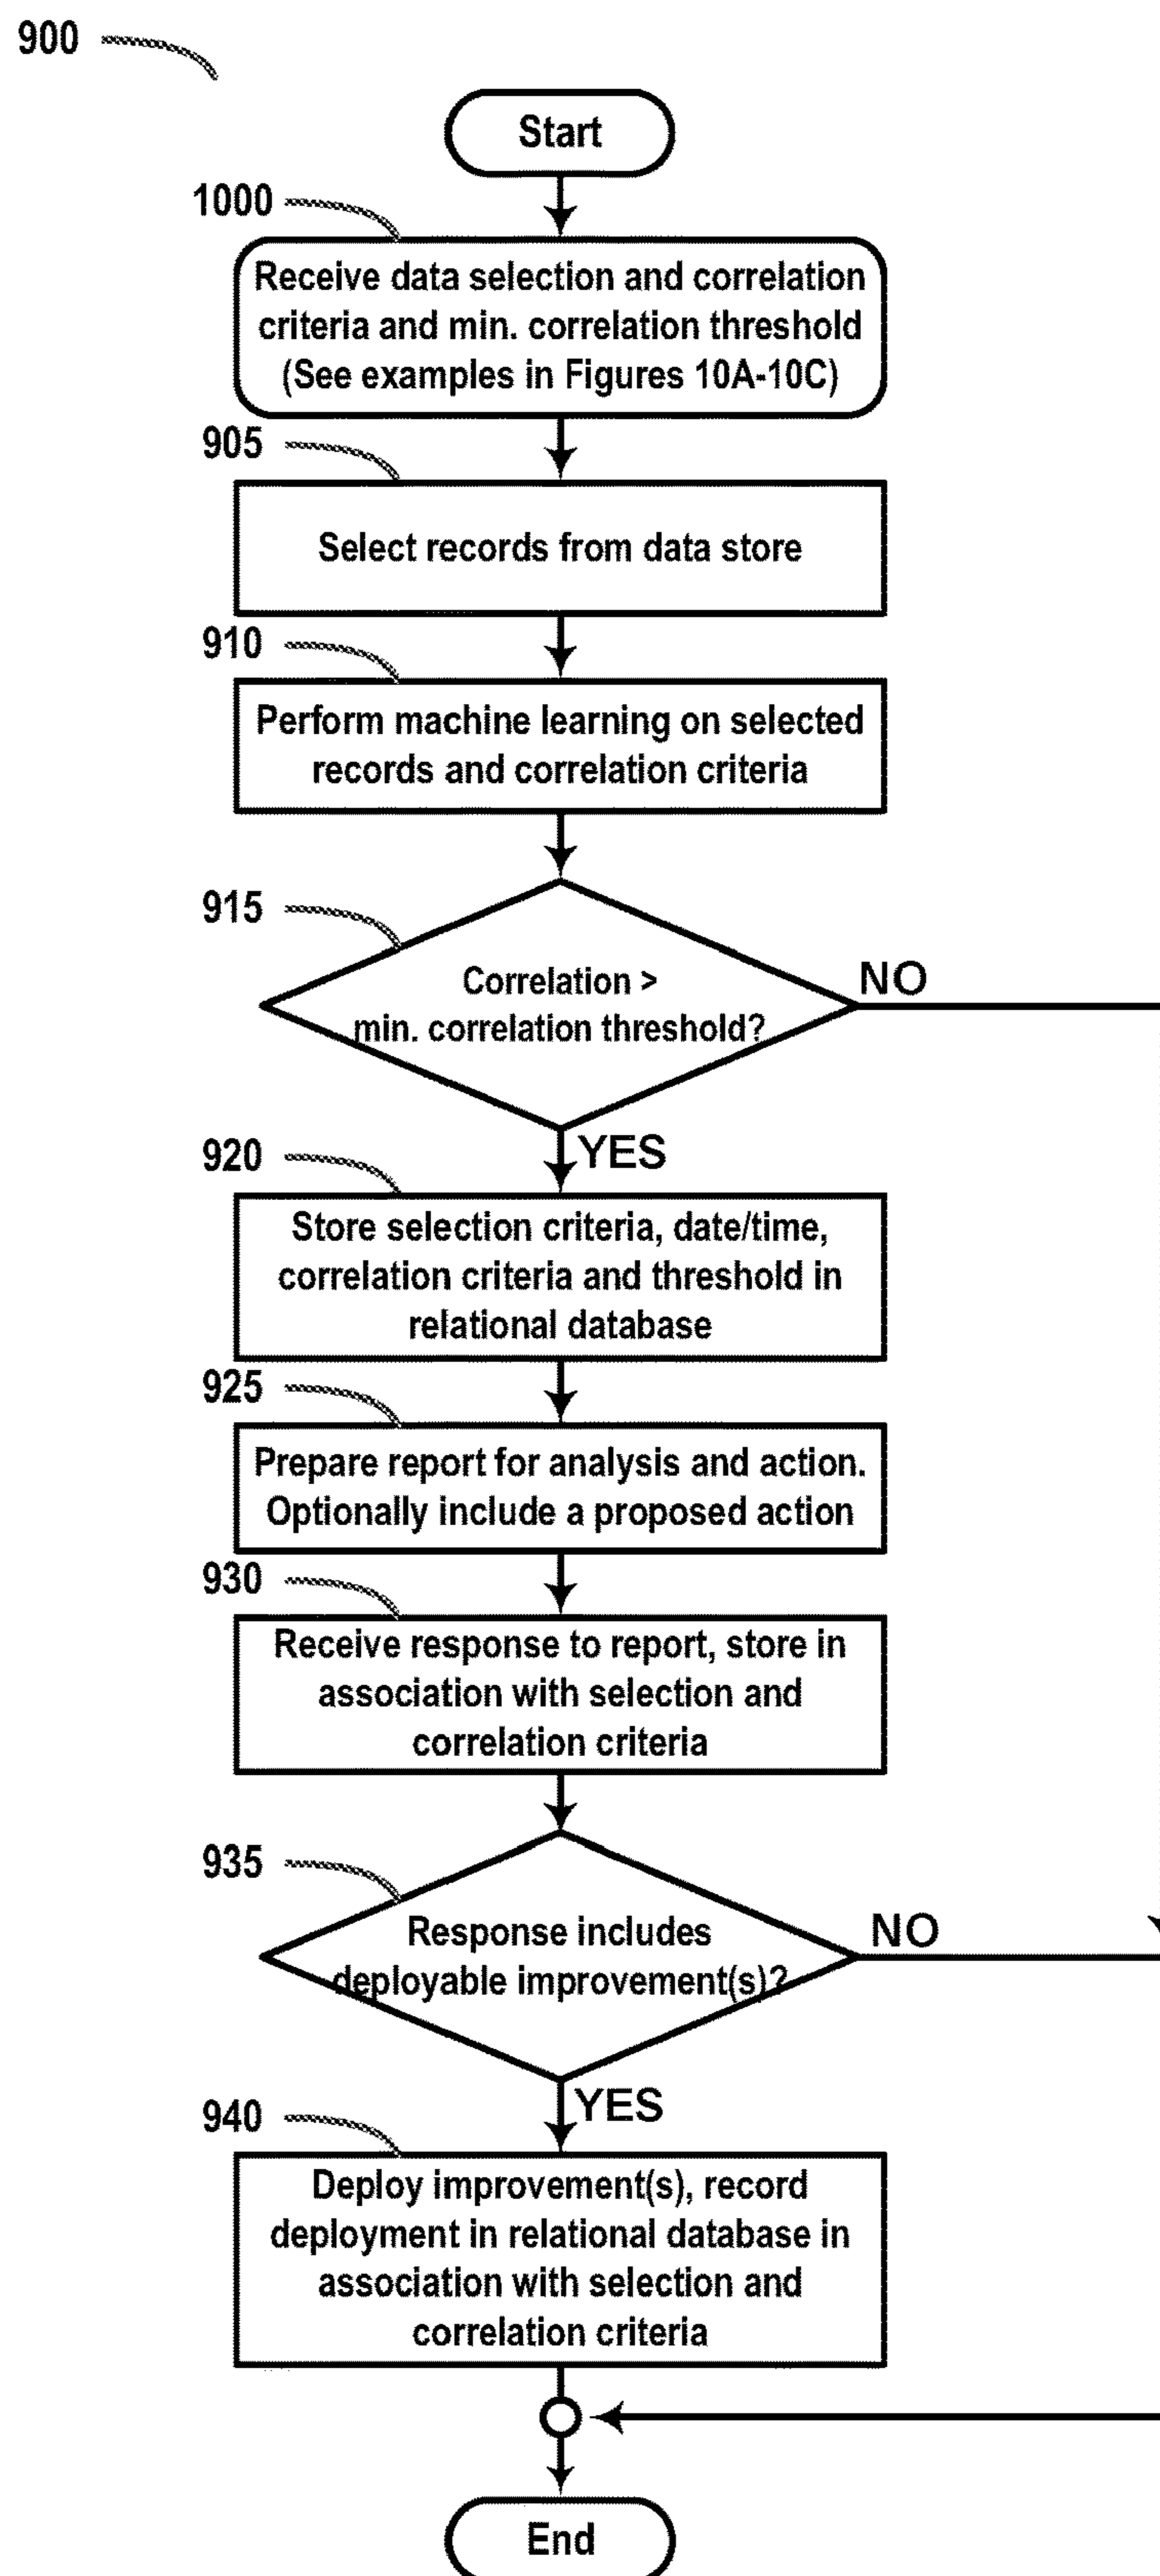 900
Start
1000
Receive data selection and correlation
criteria and min. correlation threshold
(See examples in Figures 10A-10C)
905
Select records from data store
910
Perform machine learning on selected
records and correlation criteria
915
Correlation >
min. correlation threshold?
NO
YES
920
Store selection criteria, date/time,
correlation criteria and threshold in
relational database
925
Prepare report for analysis and action.
Optionally include a proposed action
930
Receive response to report, store in
association with selection and
correlation criteria
935
Response includes
deployable improvement(s)?
NO
YES
940
Deploy improvement(s), record
deployment in relational database in
association with selection and
correlation criteria
End